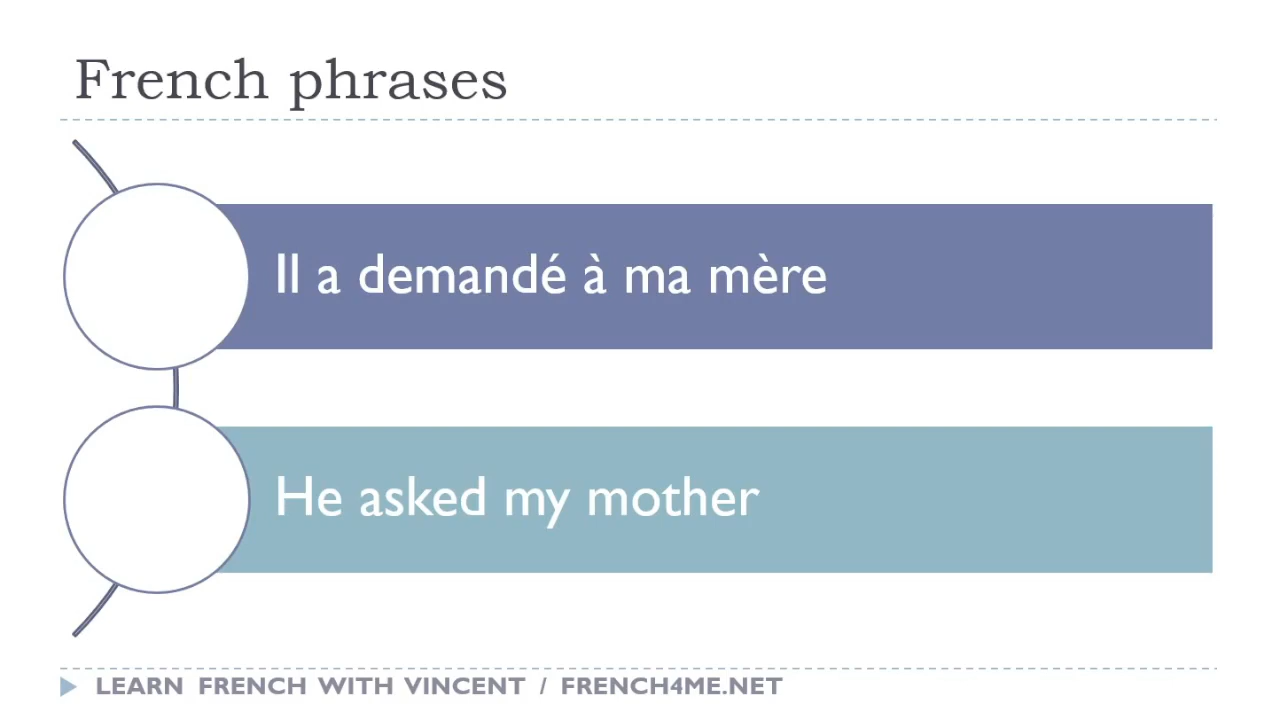 French phrases
Il a demandé à ma mère
He asked my mother
LEARN FRENCH WITH VINCENT / FRENCH4ME.NET